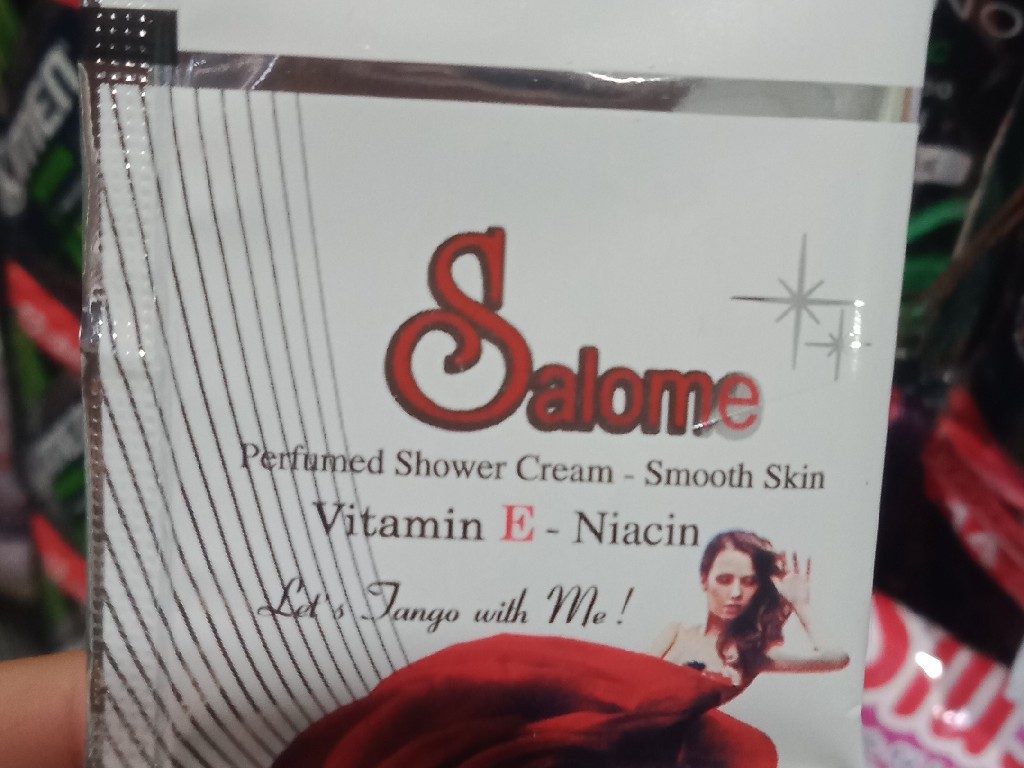 Salome
Perfumed Shower Cream - Smooth Skin
Vitamin E - Niacin
Let's Tango with Me!